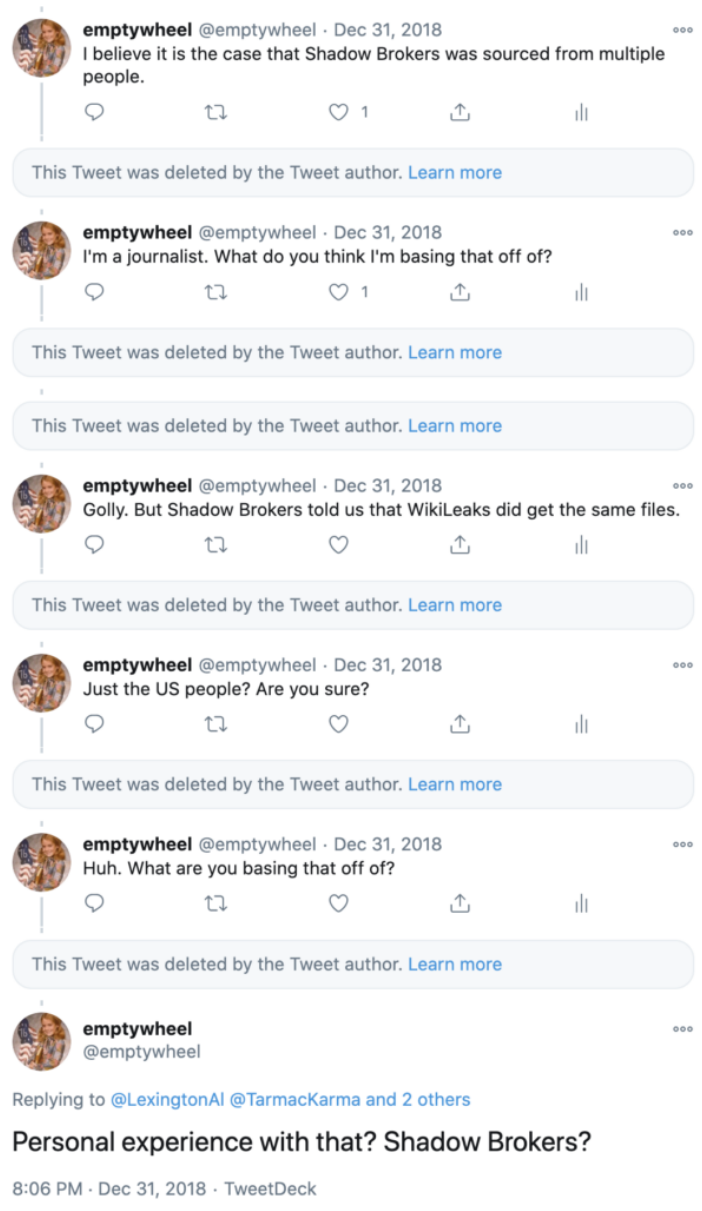 emptywheel @emptywheel · Dec 31, 2018
I believe it is the case that Shadow Brokers was sourced from multiple
people.
1
This Tweet was deleted by the Tweet author. Learn more
emptywheel @emptywheel · Dec 31, 2018
I'm a journalist. What do you think I'm basing that off of?
1
This Tweet was deleted by the Tweet author. Learn more
This Tweet was deleted by the Tweet author. Learn more
emptywheel @emptywheel · Dec 31, 2018
Golly. But Shadow Brokers told us that WikiLeaks did get the same files.
This Tweet was deleted by the Tweet author. Learn more
emptywheel @emptywheel · Dec 31, 2018
Just the US people? Are you sure?
This Tweet was deleted by the Tweet author. Learn more
emptywheel @emptywheel · Dec 31, 2018
Huh. What are you basing that off of?
This Tweet was deleted by the Tweet author. Learn more
emptywheel
@emptywheel
Replying to @LexingtonAl @TarmacKarma and 2 others
Personal experience with that? Shadow Brokers?
8:06 PM · Dec 31, 2018 · TweetDeck